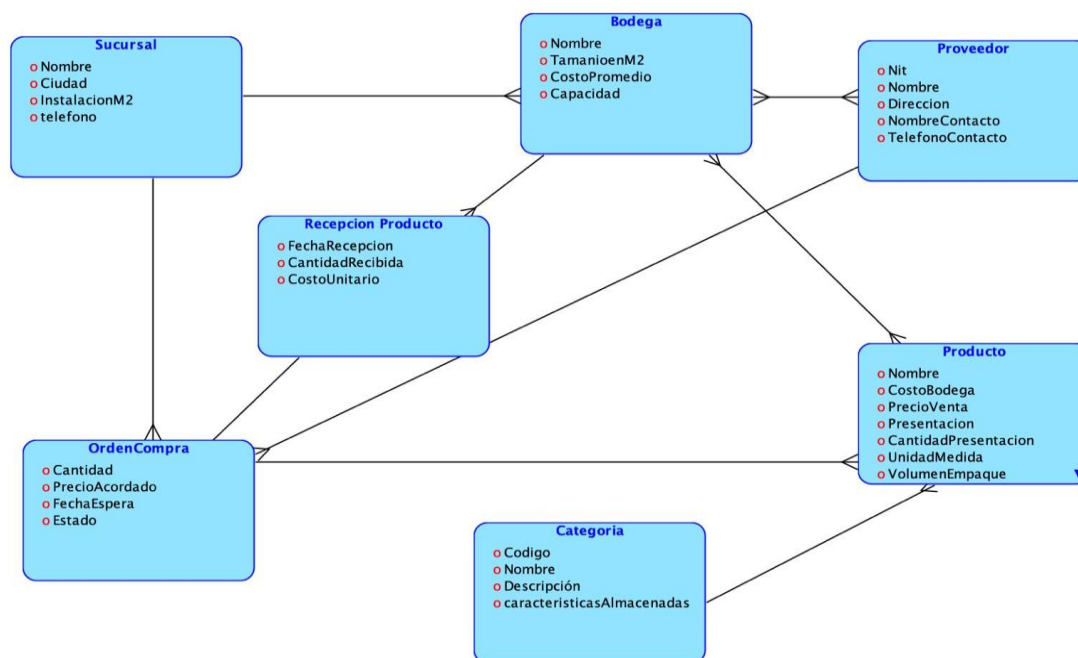 Sucursal
Nombre
Ciudad
InstalacionM2
telefono
Bodega
Nombre
TamanioenM2
CostoPromedio
Capacidad
Proveedor
Nit
Nombre
Direccion
NombreContacto
TelefonoContacto
Recepcion Producto
FechaRecepcion
CantidadRecibida
CostoUnitario
Producto
Nombre
CostoBodega
PrecioVenta
Presentacion
CantidadPresentacion
UnidadMedida
VolumenEmpaque
OrdenCompra
Cantidad
PrecioAcordado
FechaEspera
Estado
Categoria
Codigo
Nombre
Descripción
caracteristicasAlmacenadas